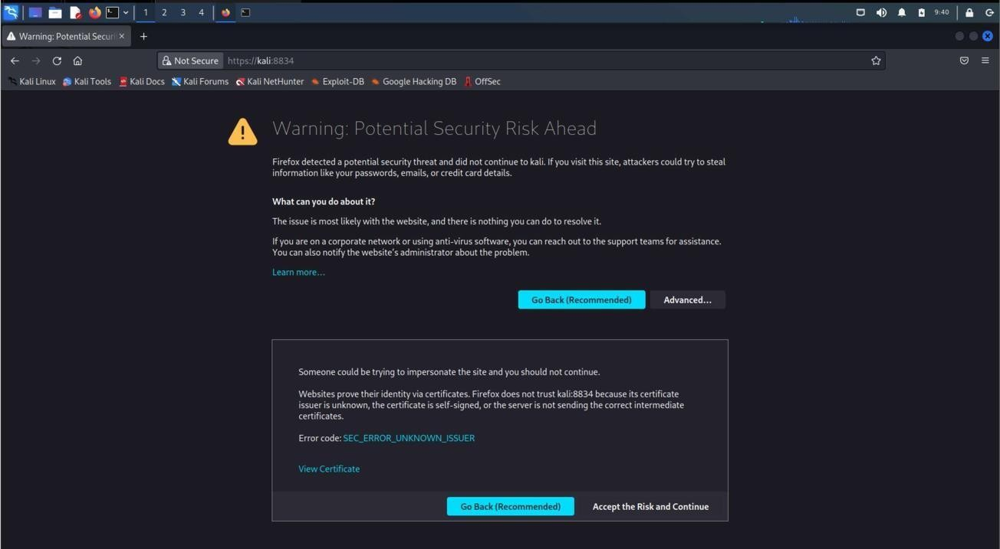 1 2 3 4 9:40
Warning: Potential Securi
Not Secure https://kali:8834
Kali Linux Kali Tools Kali Docs Kali Forums Kali NetHunter Exploit-DB Google Hacking DB OffSec
Warning: Potential Security Risk Ahead
Firefox detected a potential security threat and did not continue to kali. If you visit this site, attackers could try to steal
information like your passwords, emails, or credit card details.
What can you do about it?
The issue is most likely with the website, and there is nothing you can do to resolve it.
If you are on a corporate network or using anti-virus software, you can reach out to the support teams for assistance.
You can also notify the website's administrator about the problem.
Learn more…
Go Back (Recommended) Advanced…
Someone could be trying to impersonate the site and you should not continue.
Websites prove their identity via certificates. Firefox does not trust kali:8834 because its certificate
issuer is unknown, the certificate is self-signed, or the server is not sending the correct intermediate
certificates.
Error code: SEC_ERROR_UNKNOWN_ISSUER
View Certificate
Go Back (Recommended) Accept the Risk and Continue